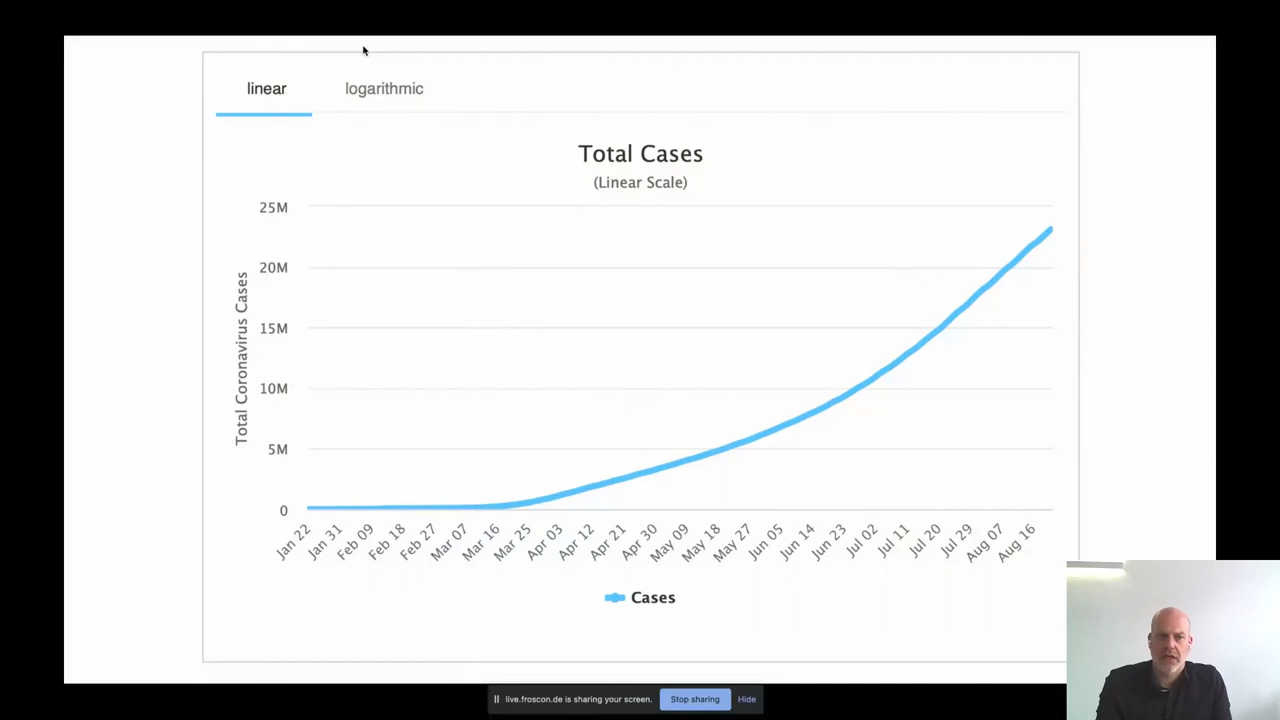 linear
logarithmic
Total Cases
(Linear Scale)
Total Coronavirus Cases
25M
20M
15M
10M
5M
0
Jan 22
Jan 31
Feb 09
Feb 18
Feb 27
Mar 07
Mar 16
Mar 25
Apr 03
Apr 12
Apr 21
Apr 30
May 09
May 18
May 27
Jun 05
Jun 14
Jun 23
Jul 02
Jul 11
Jul 20
Jul 29
Aug 07
Aug 16
Cases
live.froscon.de is sharing your screen.
Stop sharing
Hide